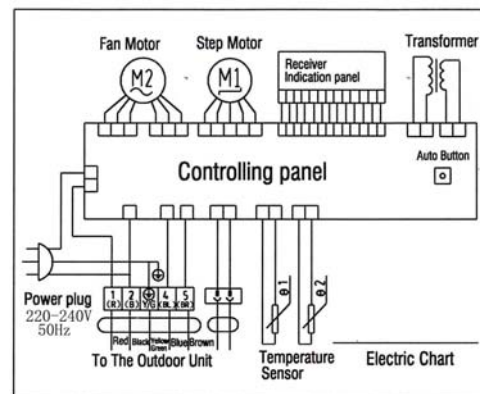 Fan Motor
Step Motor
Transformer
M2
M1
Receiver
Indication panel
Auto Button
Controlling panel
1 2 4 5
(R) (B) Y/G (BL) (BR)
Power plug
220-240V
50Hz
Red Black Yellow Green Blue Brown
To The Outdoor Unit
θ1
θ2
Temperature
Sensor
Electric Chart